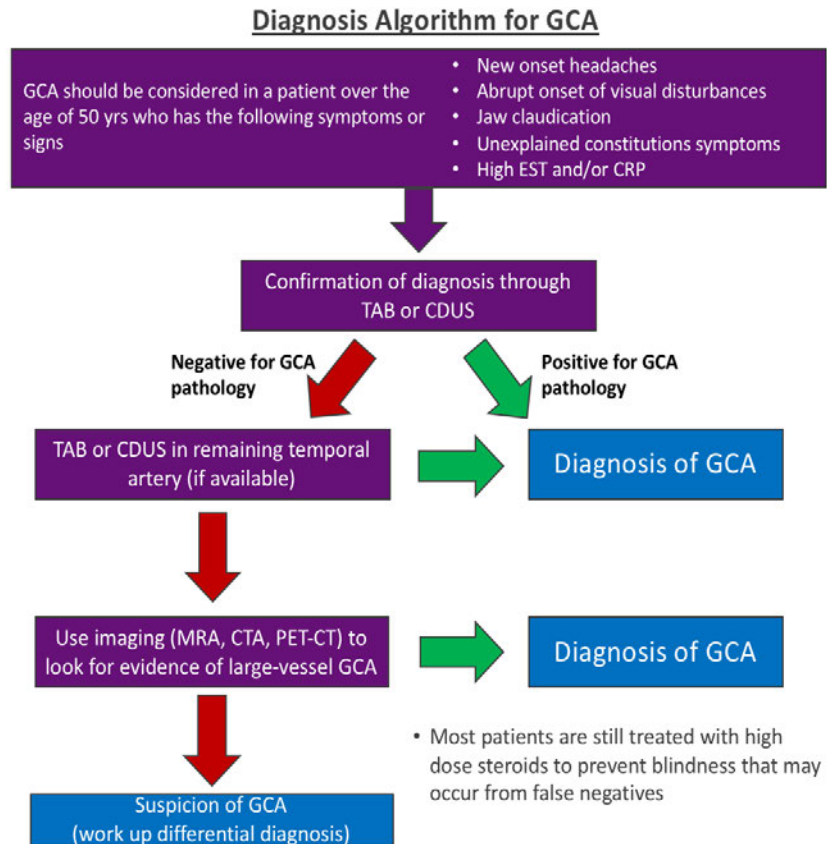 Diagnosis Algorithm for GCA
GCA should be considered in a patient over the
age of 50 yrs who has the following symptoms or
signs
• New onset headaches
• Abrupt onset of visual disturbances
• Jaw claudication
• Unexplained constitutions symptoms
• High EST and/or CRP
Confirmation of diagnosis through
TAB or CDUS
Negative for GCA
pathology
Positive for GCA
pathology
TAB or CDUS in remaining temporal
artery (if available)
Diagnosis of GCA
Use imaging (MRA, CTA, PET-CT) to
look for evidence of large-vessel GCA
Diagnosis of GCA
• Most patients are still treated with high
dose steroids to prevent blindness that may
occur from false negatives
Suspicion of GCA
(work up differential diagnosis)